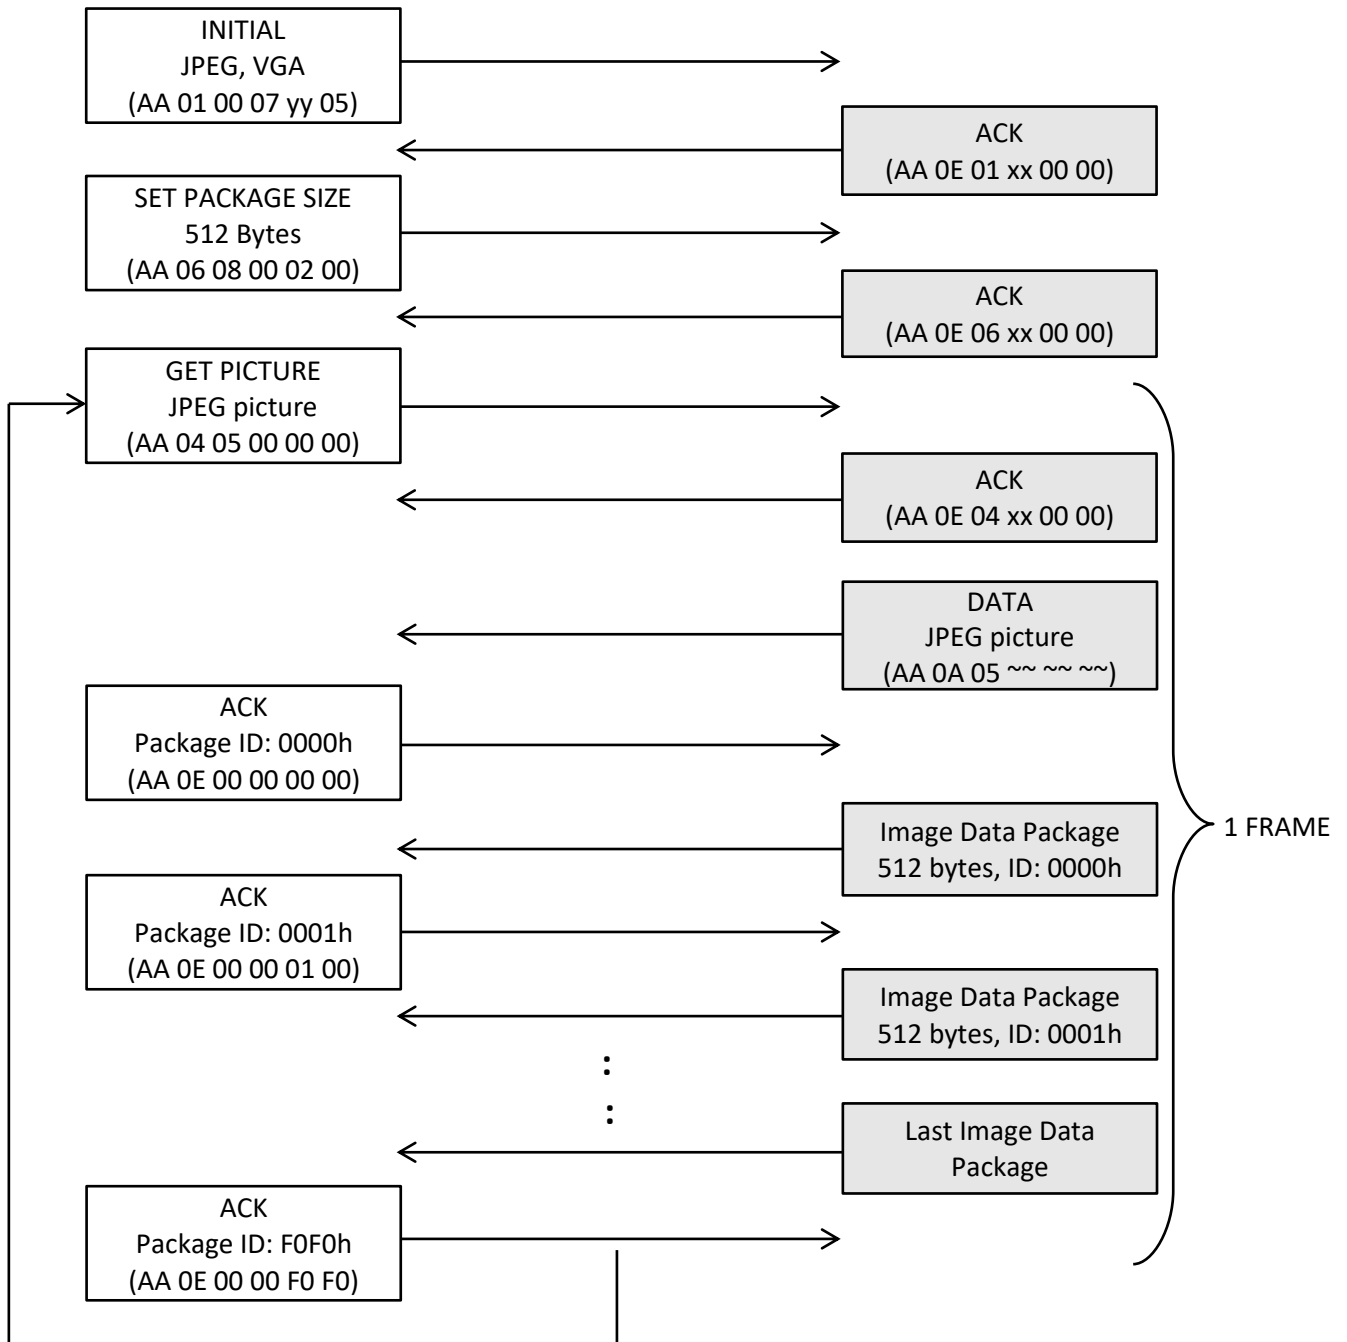 INITIAL
JPEG, VGA
(AA 01 00 07 yy 05)
ACK
(AA 0E 01 xx 00 00)
SET PACKAGE SIZE
512 Bytes
(AA 06 08 00 02 00)
ACK
(AA 0E 06 xx 00 00)
GET PICTURE
JPEG picture
(AA 04 05 00 00 00)
ACK
(AA 0E 04 xx 00 00)
DATA
JPEG picture
(AA 0A 05 ~~ ~~ ~~)
ACK
Package ID: 0000h
(AA 0E 00 00 00 00)
Image Data Package
512 bytes, ID: 0000h
1 FRAME
ACK
Package ID: 0001h
(AA 0E 00 00 01 00)
Image Data Package
512 bytes, ID: 0001h
:
:
Last Image Data
Package
ACK
Package ID: F0F0h
(AA 0E 00 00 F0 F0)